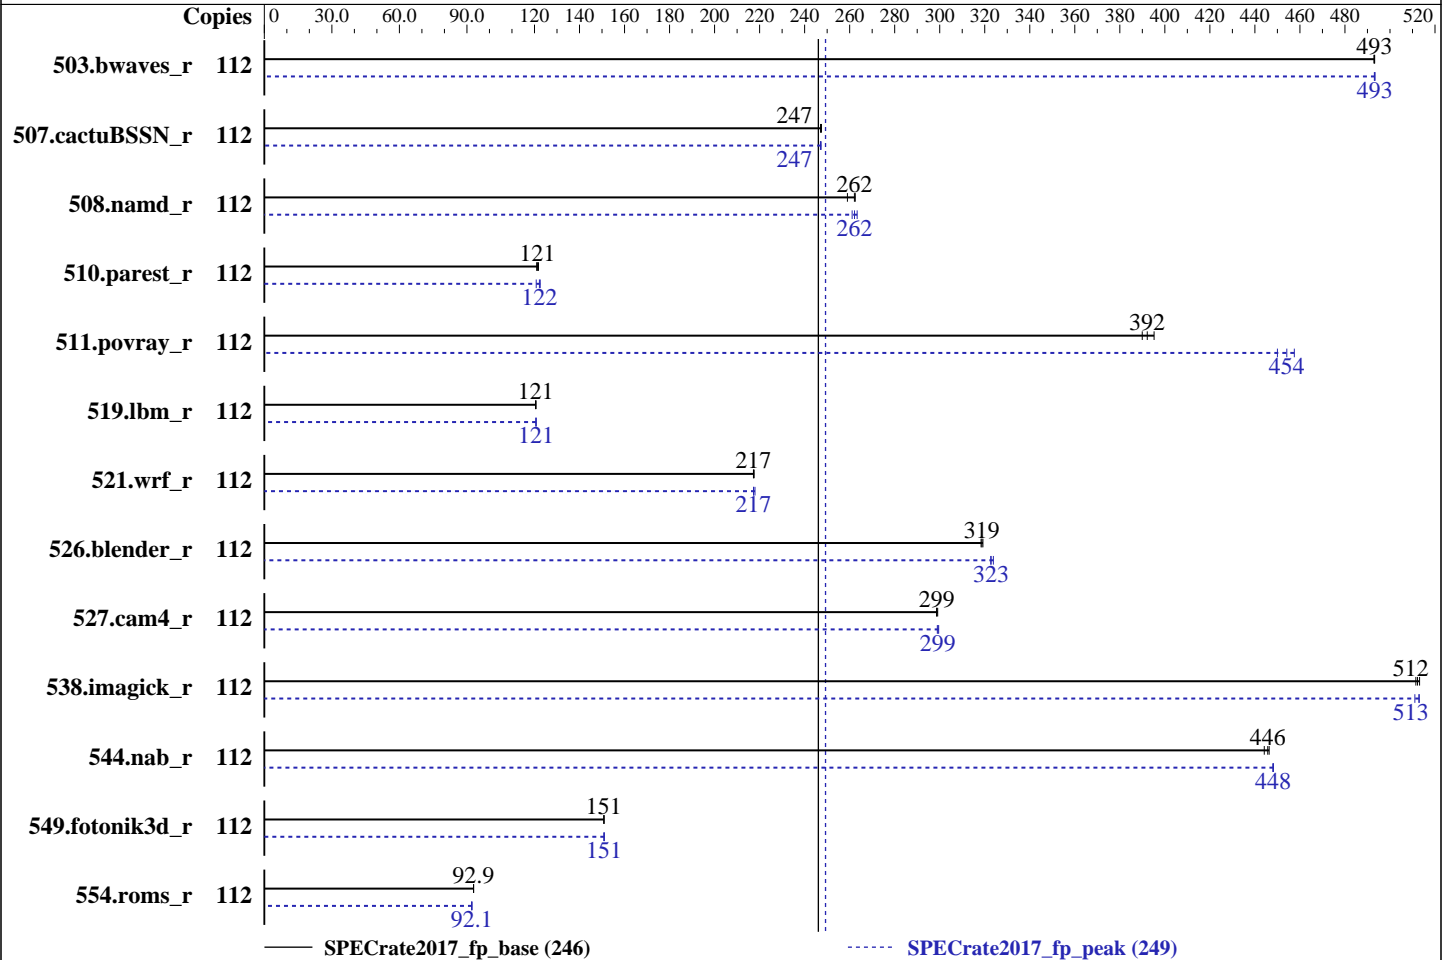 Copies 0 30.0 60.0 90.0 120 140 160 180 200 220 240 260 280 300 320 340 360 380 400 420 440 460 480 520
503.bwaves_r 112 493
493
507.cactuBSSN_r 112 247
247
508.namd_r 112 262
262
510.parest_r 112 121
122
511.povray_r 112 392
454
519.lbm_r 112 121
121
521.wrf_r 112 217
217
526.blender_r 112 319
323
527.cam4_r 112 299
299
538.imagick_r 112 512
513
544.nab_r 112 446
448
549.fotonik3d_r 112 151
151
554.roms_r 112 92.9
92.1
SPECrate2017_fp_base (246) SPECrate2017_fp_peak (249)